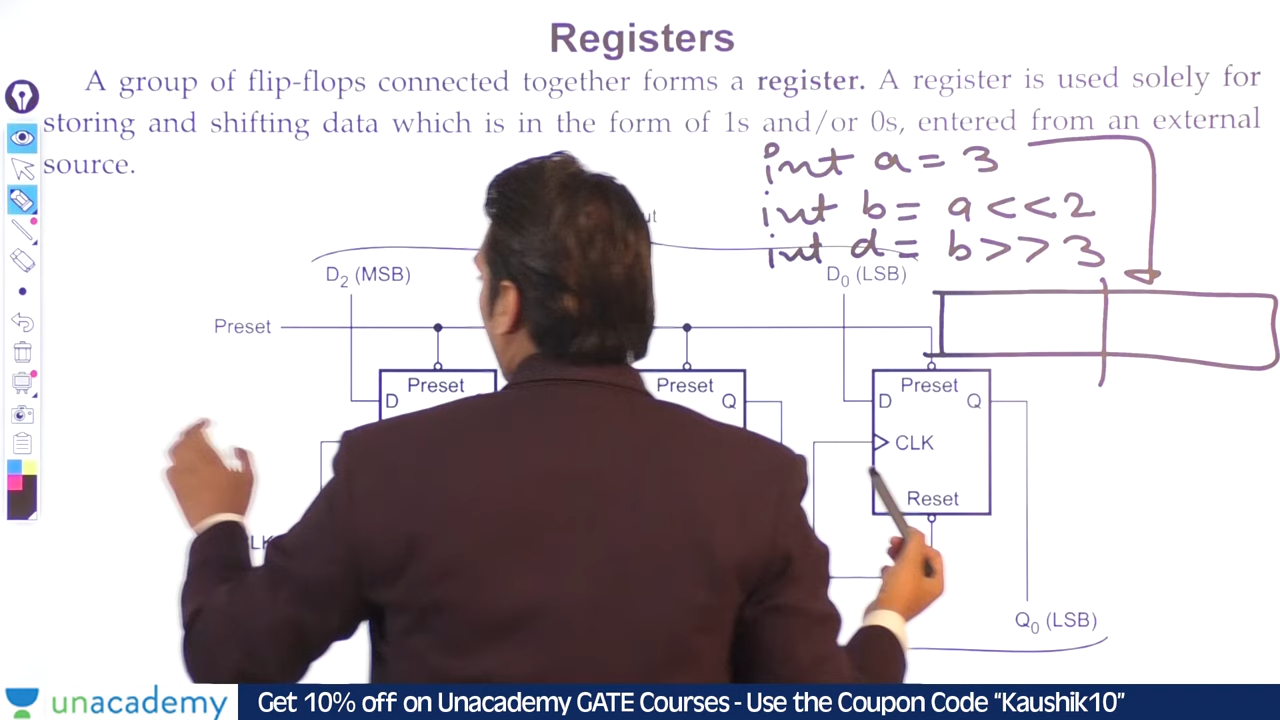 Registers
A group of flip-flops connected together forms a register. A register is used solely for
storing and shifting data which is in the form of 1s and/or 0s, entered from an external
source.
int a = 3
int b = a << 2
int d = b >> 3
D2 (MSB)
D0 (LSB)
Preset
Preset
Preset
Preset
D
Q
D
Q
CLK
Reset
Q0 (LSB)
unacademy
Get 10% off on Unacademy GATE Courses - Use the Coupon Code "Kaushik10"